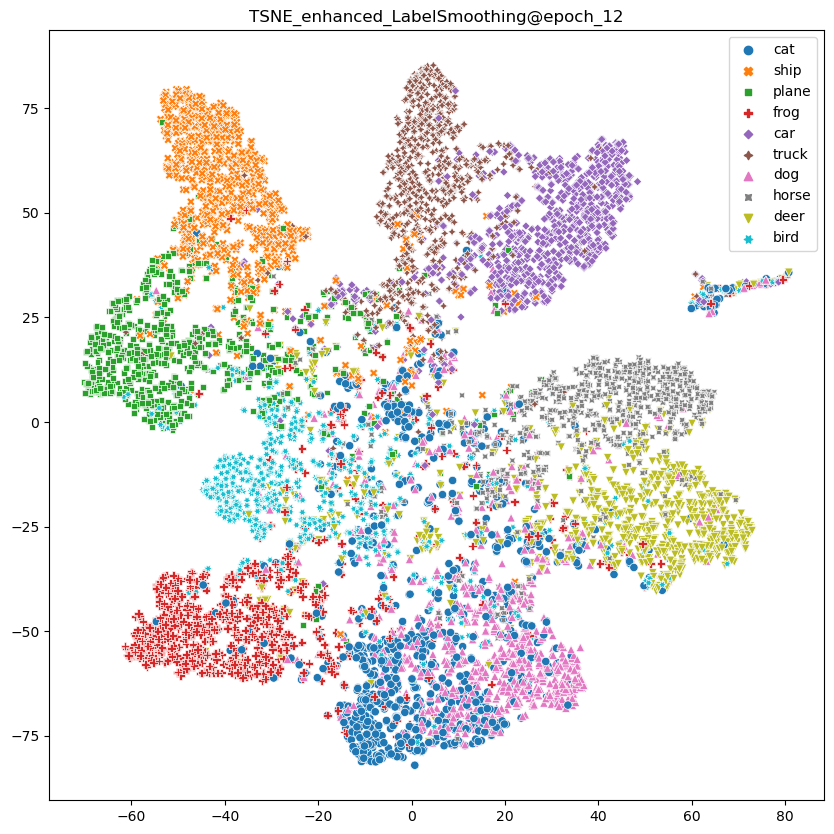 TSNE_enhanced_LabelSmoothing@epoch_12
cat
ship
plane
frog
car
truck
dog
horse
deer
bird
75
50
25
0
−25
−50
−75
−60
−40
−20
0
20
40
60
80